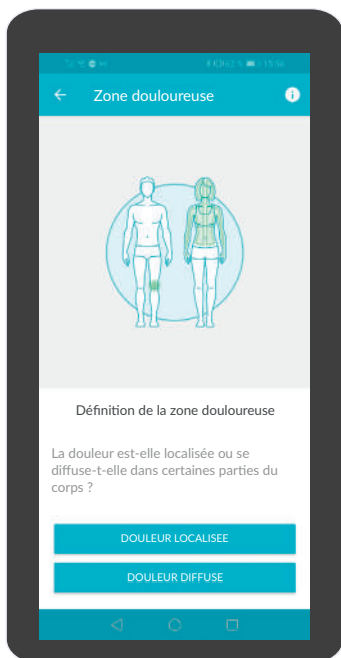 Zone douloureuse
Définition de la zone douloureuse
La douleur est-elle localisée ou se
diffuse-t-elle dans certaines parties du
corps ?
DOULEUR LOCALISEE
DOULEUR DIFFUSE